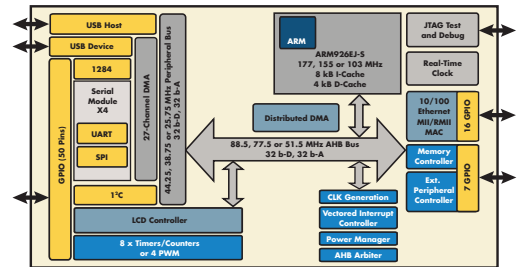 USB Host
USB Device
GPIO (50 Pins)
1284
Serial
Module
X4
UART
SPI
I²C
27-Channel DMA
44.25, 38.75 or 25.75 MHz Peripheral Bus
32 b-D, 32 b-A
LCD Controller
8 x Timers/Counters
or 4 PWM
ARM
ARM926EJ-S
177, 155 or 103 MHz
8 kB I-Cache
4 kB D-Cache
Distributed DMA
88.5, 77.5 or 51.5 MHz AHB Bus
32 b-D, 32 b-A
CLK Generation
Vectored Interrupt
Controller
Power Manager
AHB Arbiter
JTAG Test
and Debug
Real-Time
Clock
10/100
Ethernet
MII/RMII
MAC
16 GPIO
Memory
Controller
Ext.
Peripheral
Controller
7 GPIO